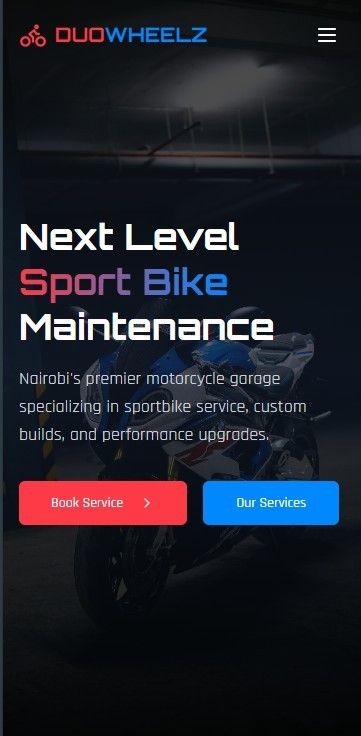 DUOWHEELZ
Next Level
Sport Bike
Maintenance
Nairobi's premier motorcycle garage
specializing in sportbike service, custom
builds, and performance upgrades.
Book Service
Our Services